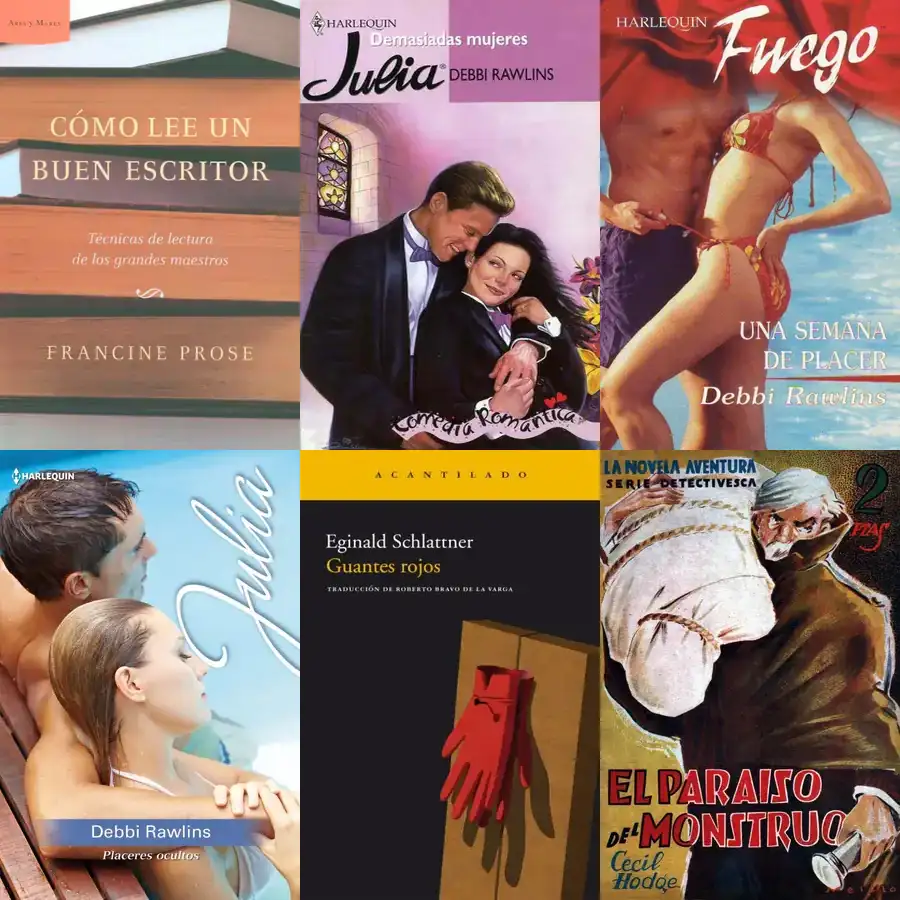 Artes y Moral
CÓMO LEE UN
BUEN ESCRITOR
Técnicas de lectura
de los grandes maestros
FRANCINE PROSE
HARLEQUIN
Demasiadas mujeres
Julia® DEBBI RAWLINS
Comedia Romántica
HARLEQUIN
Fuego
UNA SEMANA
DE PLACER
Debbi Rawlins
HARLEQUIN
Julia
Debbi Rawlins
Placeres ocultos
ACANTILADO
Eginald Schlattner
Guantes rojos
TRADUCCIÓN DE ROBERTO BRAVO DE LA VARGA
LA NOVELA AVENTURA
SERIE DETECTIVESCA
2
PTAS
EL PARAISO
DEL MONSTRUO
Cecil
Hodge